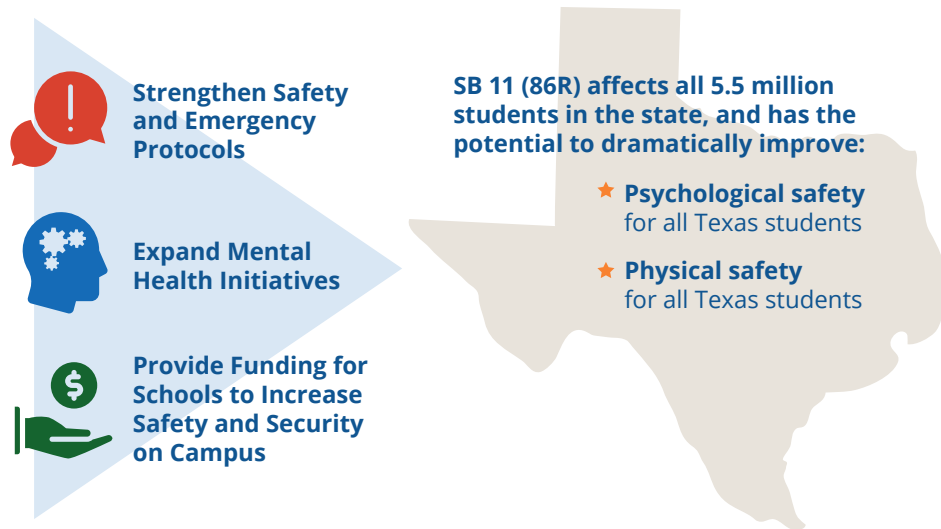 Strengthen Safety
and Emergency
Protocols
Expand Mental
Health Initiatives
$
Provide Funding for
Schools to Increase
Safety and Security
on Campus
SB 11 (86R) affects all 5.5 million
students in the state, and has the
potential to dramatically improve:
Psychological safety
for all Texas students
Physical safety
for all Texas students